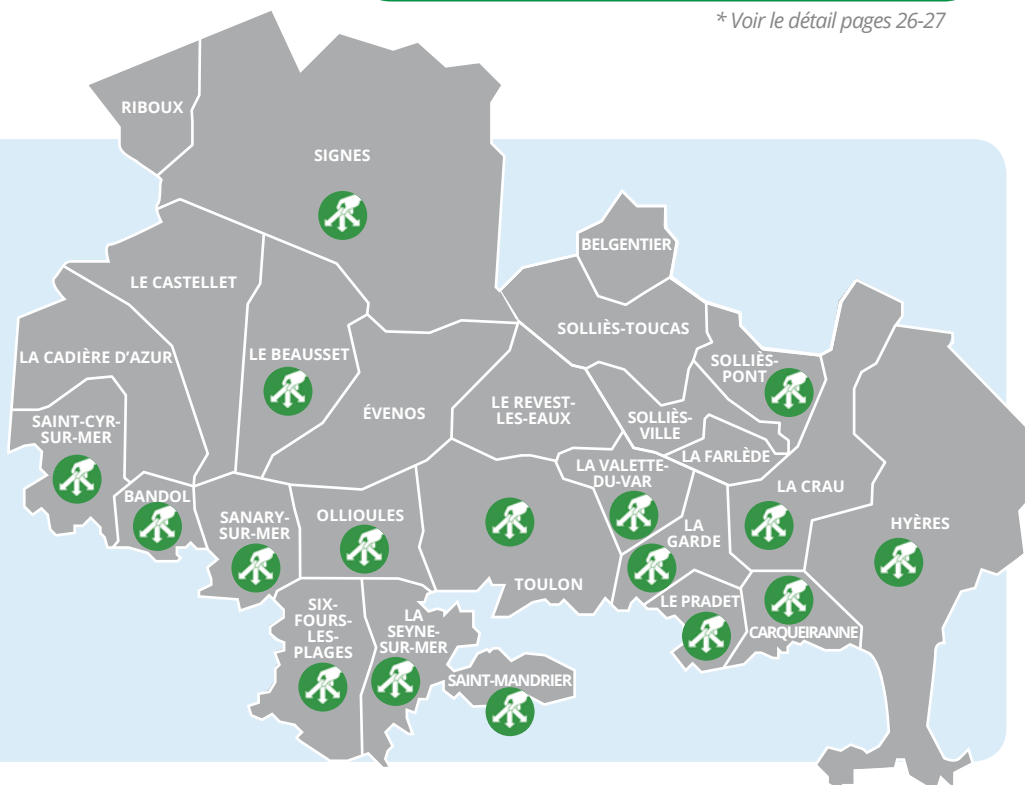 * Voir le détail pages 26-27
RIBOUX
SIGNES
BELGENTIER
LE CASTELLET
SOLLIÈS-TOUCAS
LA CADIÈRE D'AZUR
LE BEAUSSET
SOLLIÈS-
PONT
ÉVENOS
LE REVEST-
LES-EAUX
SAINT-CYR-
SUR-MER
SOLLIÈS-
VILLE
LA FARLÈDE
LA VALETTE-
DU-VAR
LA CRAU
BANDOL
SANARY-
SUR-MER
OLLIOULES
LA
GARDE
HYÈRES
TOULON
LE PRADET
CARQUEIRANNE
SIX-
FOURS-
LES-
PLAGES
LA
SEYNE-
SUR-MER
SAINT-MANDRIER